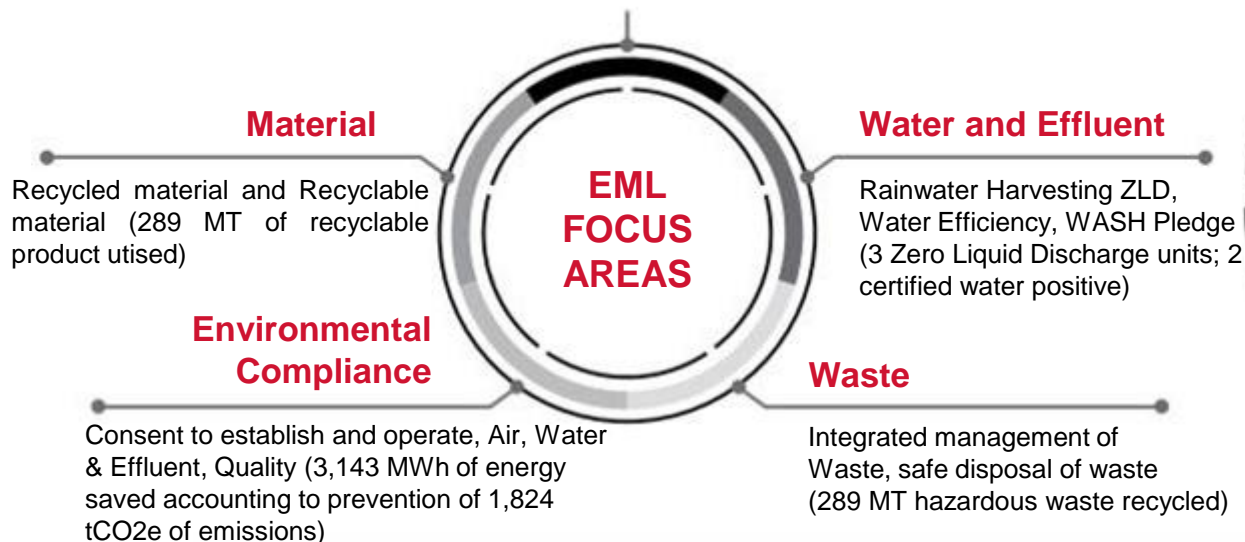 Material
Recycled material and Recyclable
material (289 MT of recyclable
product utised)
Water and Effluent
Rainwater Harvesting ZLD,
Water Efficiency, WASH Pledge
(3 Zero Liquid Discharge units; 2
certified water positive)
EML
FOCUS
AREAS
Environmental
Compliance
Consent to establish and operate, Air, Water
& Effluent, Quality (3,143 MWh of energy
saved accounting to prevention of 1,824
tCO2e of emissions)
Waste
Integrated management of
Waste, safe disposal of waste
(289 MT hazardous waste recycled)